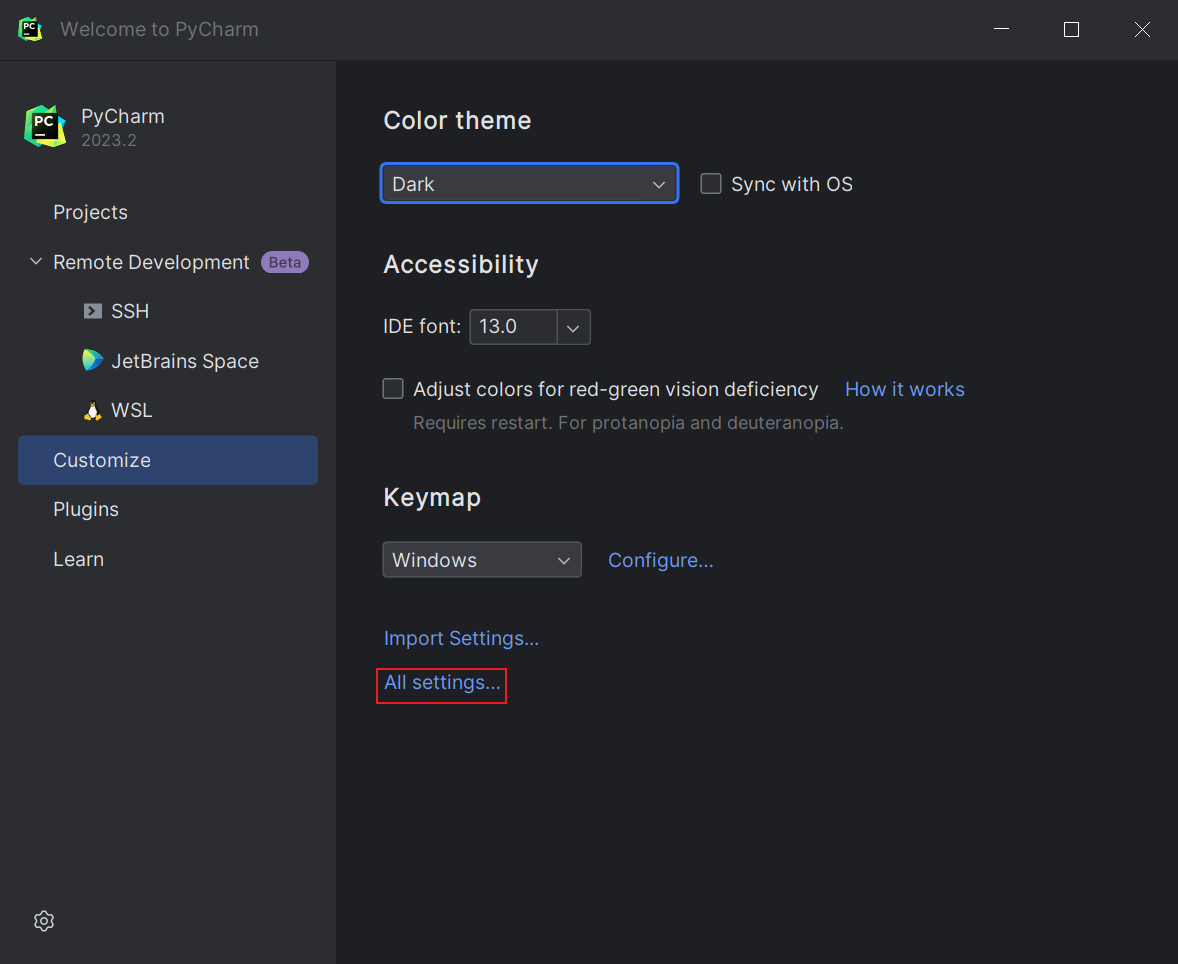 PC
Welcome to PyCharm
PC
PyCharm
2023.2
Projects
Remote Development Beta
SSH
JetBrains Space
WSL
Customize
Plugins
Learn
Color theme
Dark
Sync with OS
Accessibility
IDE font: 13.0
Adjust colors for red-green vision deficiency How it works
Requires restart. For protanopia and deuteranopia.
Keymap
Windows Configure...
Import Settings...
All settings...